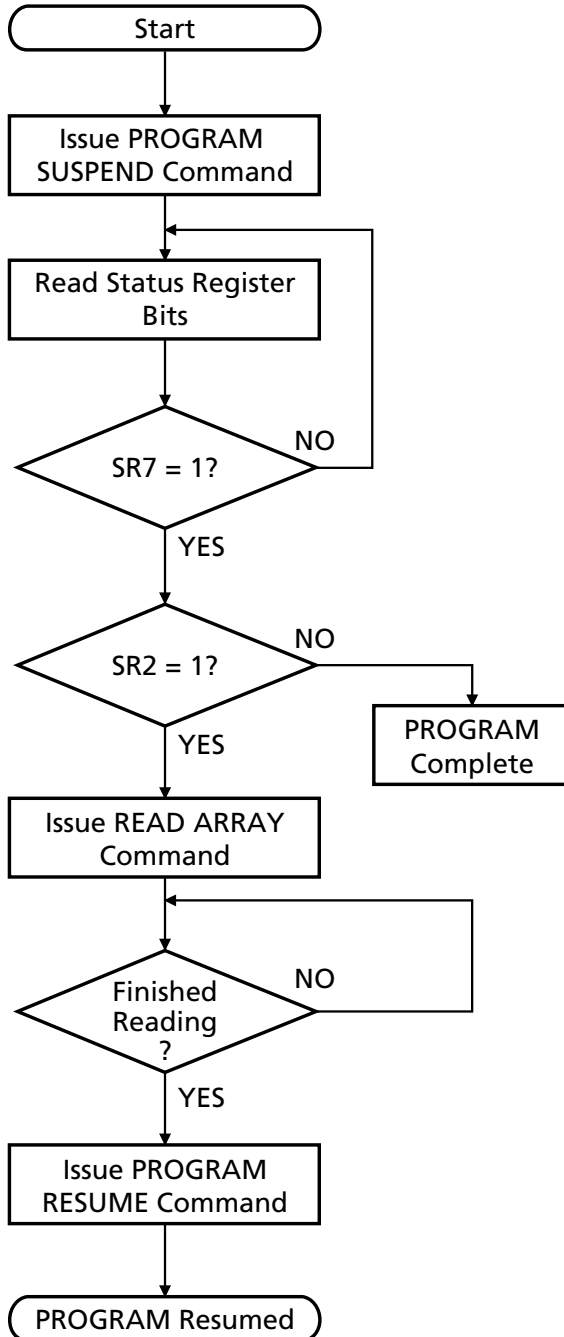 Start
Issue PROGRAM
SUSPEND Command
Read Status Register
Bits
NO
SR7 = 1?
YES
NO
SR2 = 1?
YES
PROGRAM
Complete
Issue READ ARRAY
Command
NO
Finished
Reading
?
YES
Issue PROGRAM
RESUME Command
PROGRAM Resumed